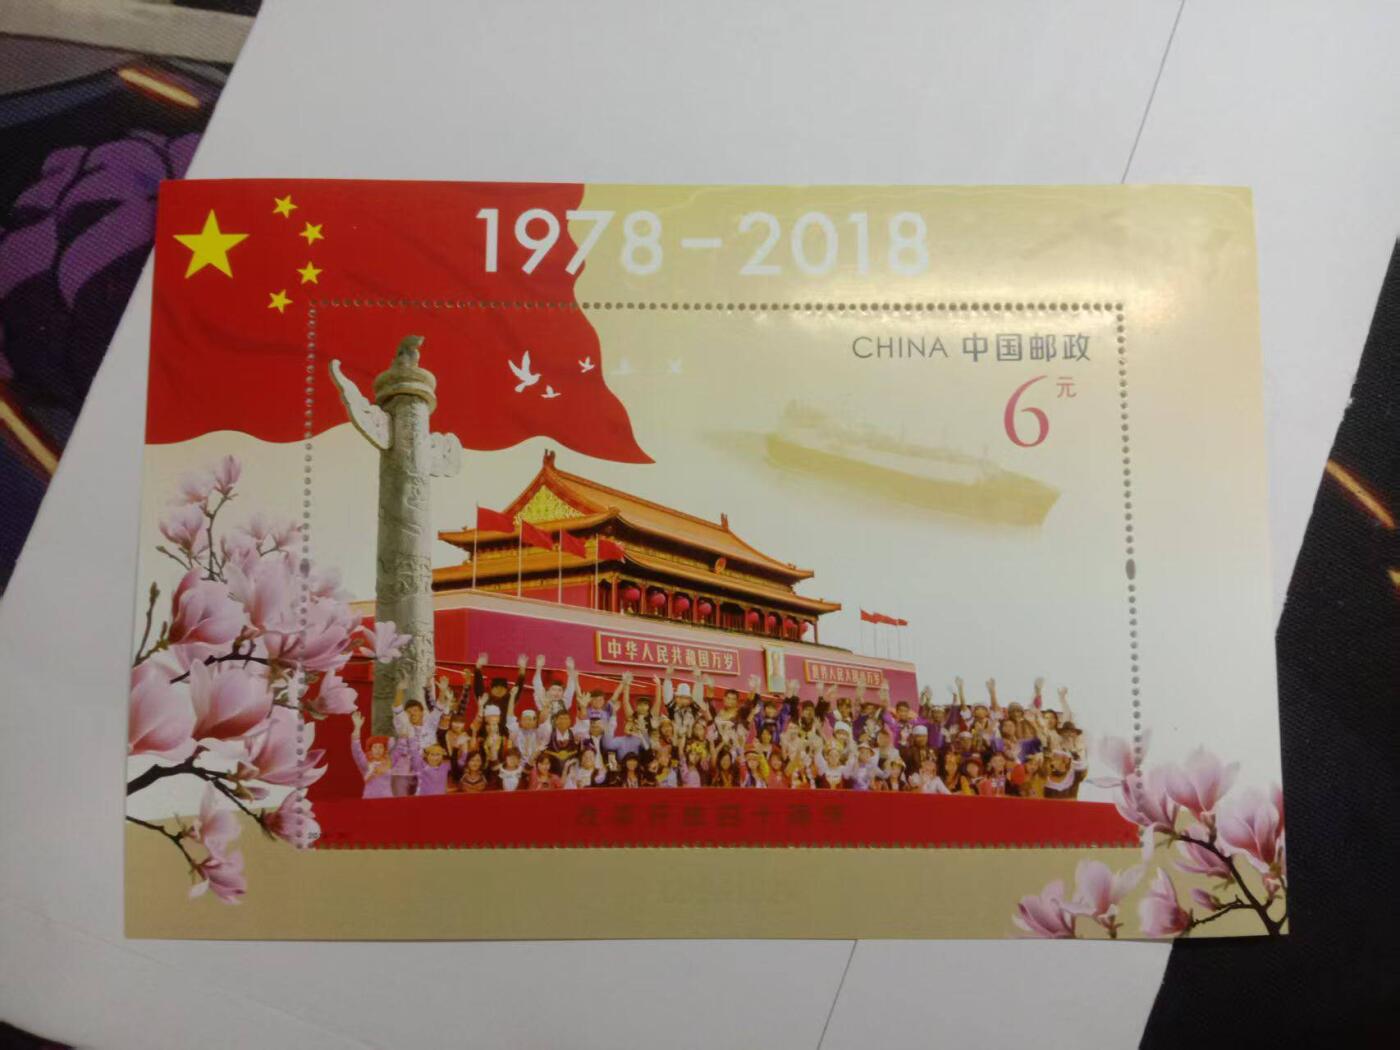 1978-2018
CHINA 中国邮政
6元
中华人民共和国万岁
世界人民大团结万岁
改革开放四十周年